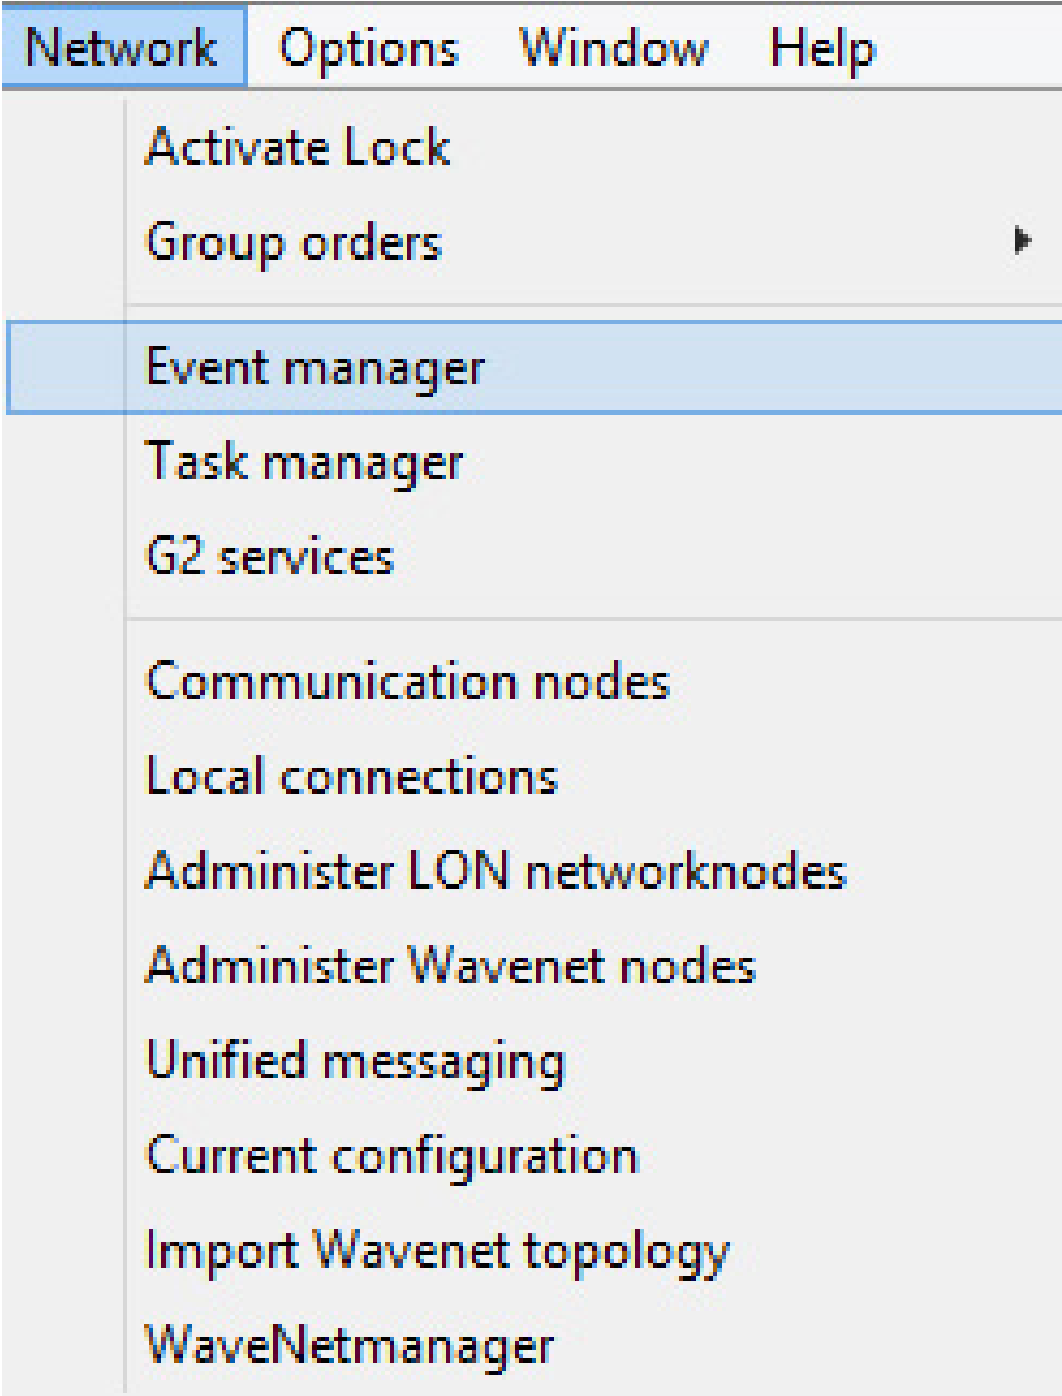 Network Options Window Help
Activate Lock
Group orders
Event manager
Task manager
G2 services
Communication nodes
Local connections
Administer LON networknodes
Administer Wavenet nodes
Unified messaging
Current configuration
Import Wavenet topology
WaveNetmanager